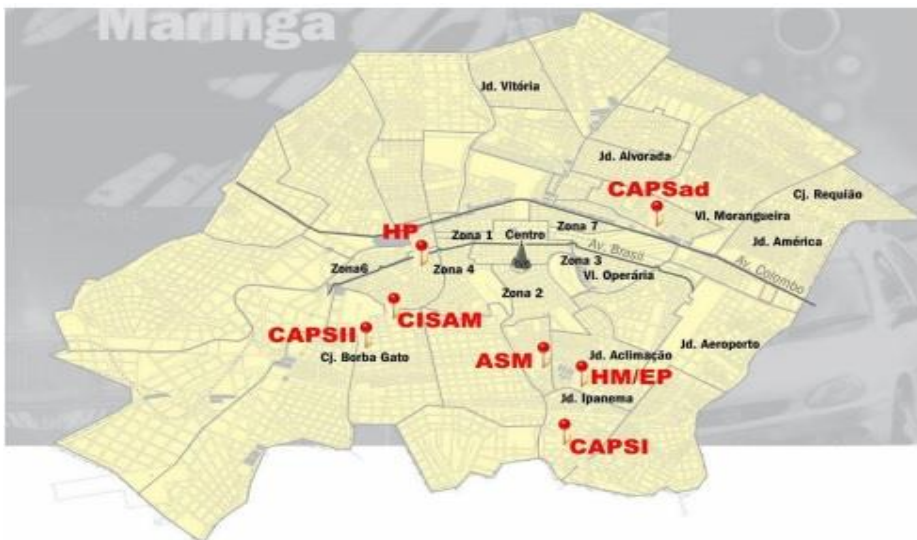 Maringa
Jd. Vitória
Jd. Alvorada
CAPSad
Cj. Requião
Vl. Morangueira
HP
Zona 1
Centro
Zona 7
Jd. América
Av. Brasil
Zona6
Zona 4
Zona 3
Vl. Operária
Av. Colombo
Zona 2
CISAM
CAPSII
Cj. Borba Gato
ASM
Jd. Aclimação
Jd. Aeroporto
HM/EP
Jd. Ipanema
CAPSI